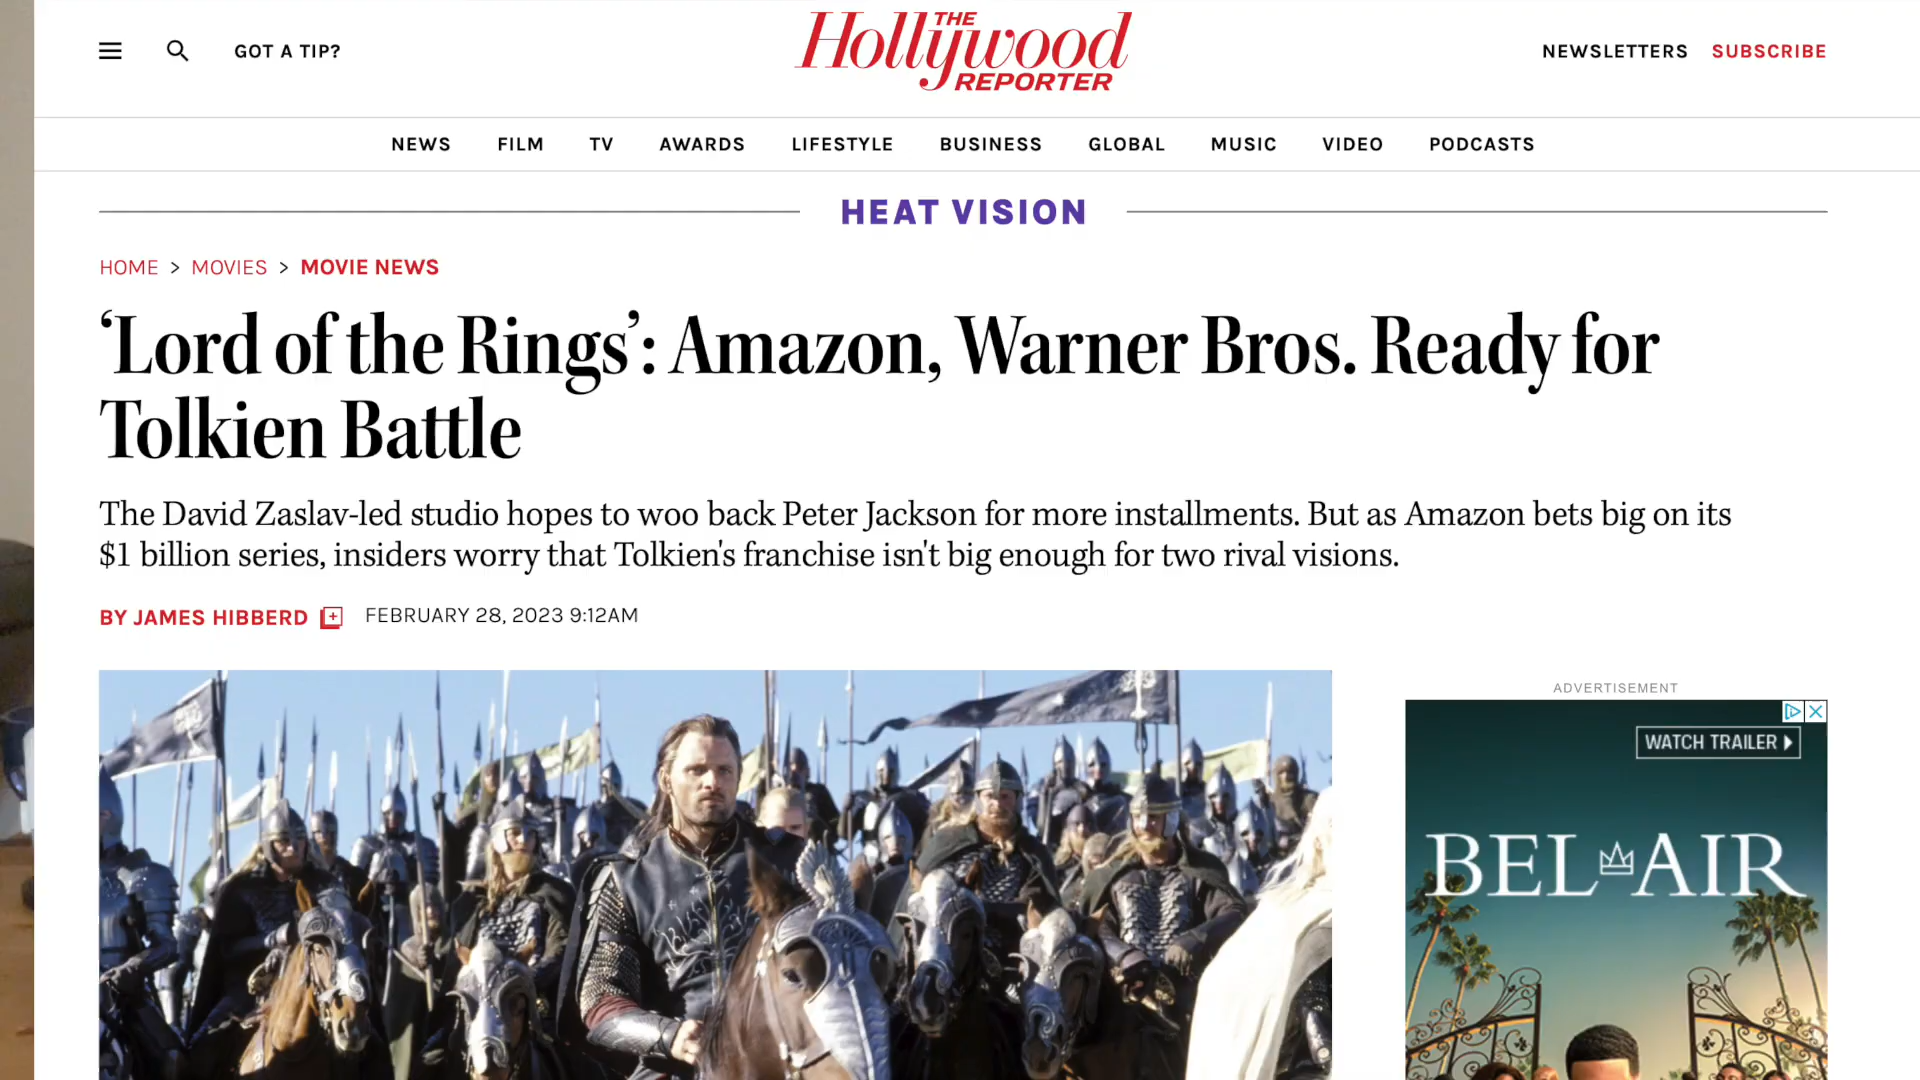 GOT A TIP?
THE
Hollywood
REPORTER
NEWSLETTERS SUBSCRIBE
NEWS FILM TV AWARDS LIFESTYLE BUSINESS GLOBAL MUSIC VIDEO PODCASTS
HEAT VISION
HOME > MOVIES > MOVIE NEWS
‘Lord of the Rings’: Amazon, Warner Bros. Ready for
Tolkien Battle
The David Zaslav-led studio hopes to woo back Peter Jackson for more installments. But as Amazon bets big on its
$1 billion series, insiders worry that Tolkien's franchise isn't big enough for two rival visions.
BY JAMES HIBBERD FEBRUARY 28, 2023 9:12AM
ADVERTISEMENT
WATCH TRAILER
BEL AIR